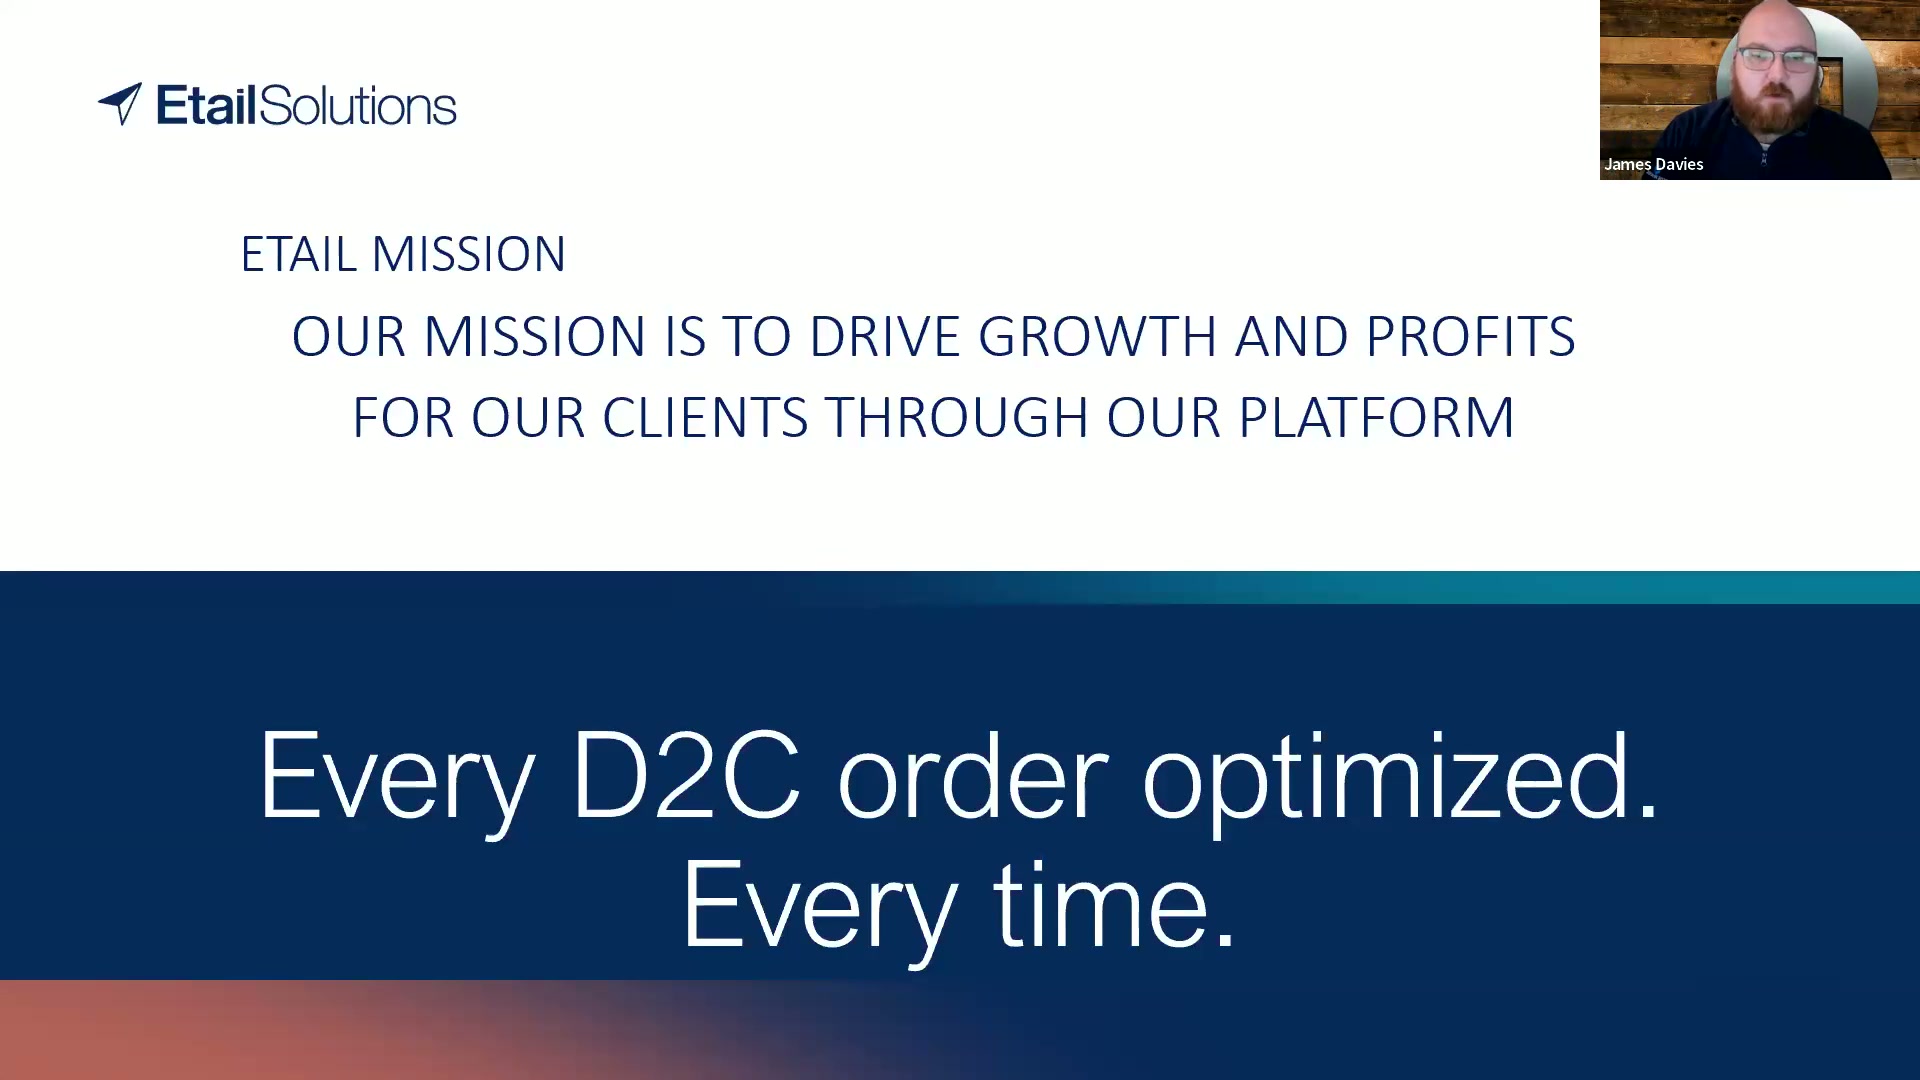 EtailSolutions
James Davies
ETAIL MISSION
OUR MISSION IS TO DRIVE GROWTH AND PROFITS
FOR OUR CLIENTS THROUGH OUR PLATFORM
Every D2C order optimized.
Every time.